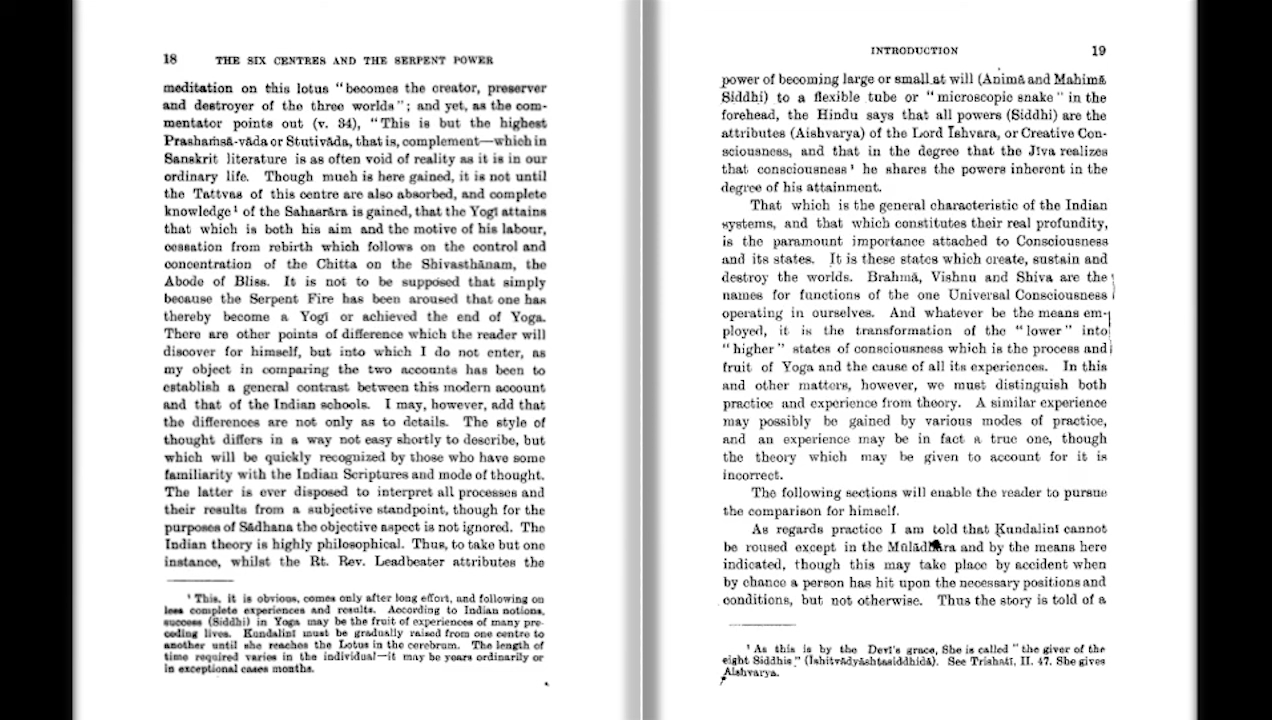 18 THE SIX CENTRES AND THE SERPENT POWER
meditation on this lotus "becomes the creator, preserver
and destroyer of the three worlds"; and yet, as the com-
mentator points out (v. 34), "This is but the highest
Prashaṁsā-vāda or Stutivāda, that is, complement—which in
Sanskrit literature is as often void of reality as it is in our
ordinary life. Though much is here gained, it is not until
the Tattvas of this centre are also absorbed, and complete
knowledge¹ of the Sahasrāra is gained, that the Yogī attains
that which is both his aim and the motive of his labour,
cessation from rebirth which follows on the control and
concentration of the Chitta on the Shivasthānam, the
Abode of Bliss. It is not to be supposed that simply
because the Serpent Fire has been aroused that one has
thereby become a Yogī or achieved the end of Yoga.
There are other points of difference which the reader will
discover for himself, but into which I do not enter, as
my object in comparing the two accounts has been to
establish a general contrast between this modern account
and that of the Indian schools. I may, however, add that
the differences are not only as to details. The style of
thought differs in a way not easy shortly to describe, but
which will be quickly recognized by those who have some
familiarity with the Indian Scriptures and mode of thought.
The latter is ever disposed to interpret all processes and
their results from a subjective standpoint, though for the
purposes of Sādhana the objective aspect is not ignored. The
Indian theory is highly philosophical. Thus, to take but one
instance, whilst the Rt. Rev. Leadbeater attributes the
¹ This, it is obvious, comes only after long effort, and following on
less complete experiences and results. According to Indian notions,
success (Siddhi) in Yoga may be the fruit of experiences of many pre-
ceding lives. Kundalinī must be gradually raised from one centre to
another until she reaches the Lotus in the cerebrum. The length of
time required varies in the individual—it may be years ordinarily or
in exceptional cases months.
INTRODUCTION 19
power of becoming large or small at will (Animā and Mahimā
Siddhi) to a flexible tube or "microscopic snake" in the
forehead, the Hindu says that all powers (Siddhi) are the
attributes (Aishvarya) of the Lord Īshvara, or Creative Con-
sciousness, and that in the degree that the Jīva realizes
that consciousness¹ he shares the powers inherent in the
degree of his attainment.
That which is the general characteristic of the Indian
systems, and that which constitutes their real profundity,
is the paramount importance attached to Consciousness
and its states. It is these states which create, sustain and
destroy the worlds. Brahmā, Vishnu and Shiva are the
names for functions of the one Universal Consciousness
operating in ourselves. And whatever be the means em-
ployed, it is the transformation of the "lower" into
"higher" states of consciousness which is the process and
fruit of Yoga and the cause of all its experiences. In this
and other matters, however, we must distinguish both
practice and experience from theory. A similar experience
may possibly be gained by various modes of practice,
and an experience may be in fact a true one, though
the theory which may be given to account for it is
incorrect.
The following sections will enable the reader to pursue
the comparison for himself.
As regards practice I am told that Kundalinī cannot
be roused except in the Mūlādhāra and by the means here
indicated, though this may take place by accident when
by chance a person has hit upon the necessary positions and
conditions, but not otherwise. Thus the story is told of a
¹ As this is by the Devī's grace, She is called "the giver of the
eight Siddhis" (Ishitvādyāshtasiddhidā). See Trishatī, II. 47. She gives
Aishvarya.